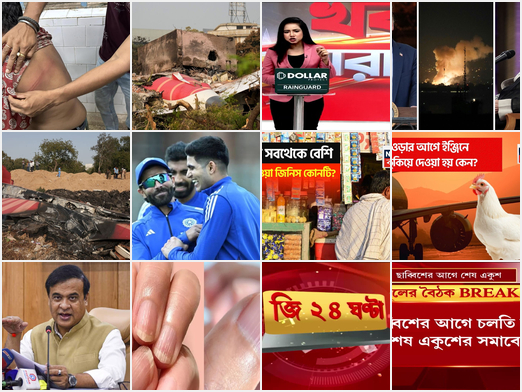 DOLLAR
RAINGUARD
সবথেকে বেশি
জিনিস কোনটি?
ওড়ার আগে ইঞ্জিনে
দেওয়া হয় কেন?
জি ২৪ ঘণ্টা
ছাব্বিশের আগে শেষ একুশ
লের বৈঠক BREAK
বিশের আগে চলতি
শেষ একুশের সমাবে